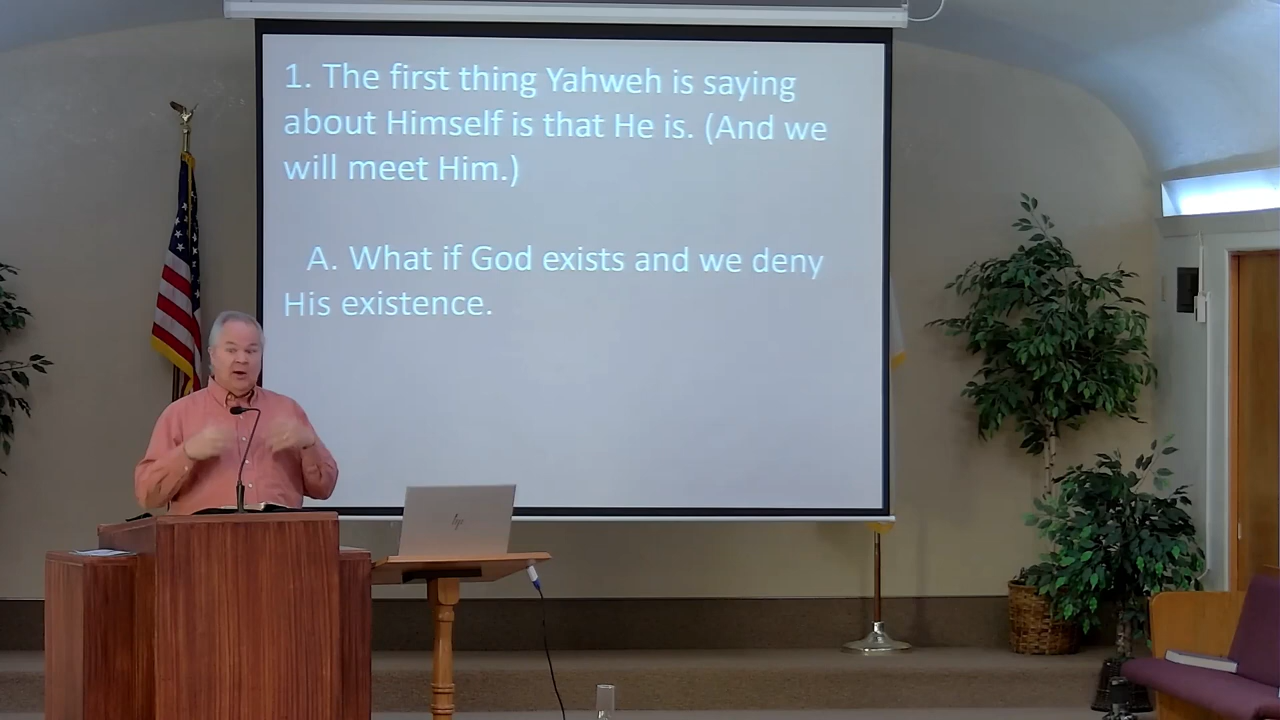 1. The first thing Yahweh is saying
about Himself is that He is. (And we
will meet Him.)
A. What if God exists and we deny
His existence.
hp